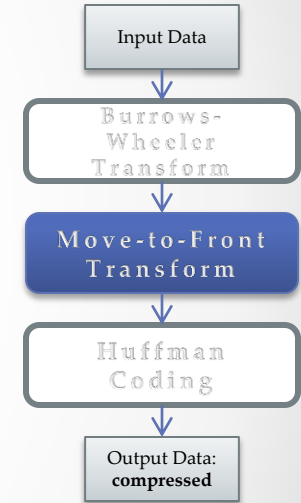 Input Data
Burrows-
Wheeler
Transform
Move-to-Front
Transform
Huffman
Coding
Output Data:
compressed